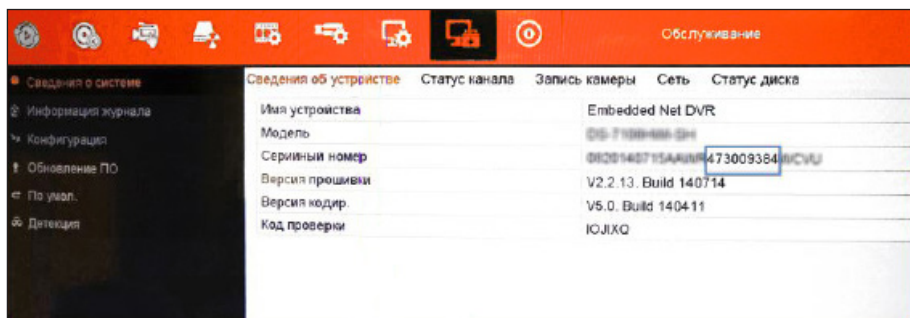 Обслуживание
Сведения о системе
Информация журнала
Конфигурация
Обновление ПО
По умол.
Детекция
Сведения об устройстве Статус канала Запись камеры Сеть Статус диска
Имя устройства Embedded Net DVR
Модель
Серийный номер 473009384
Версия прошивки V2.2.13. Build 140714
Версия кодир. V5.0. Build 140411
Код проверки IOJIXQ